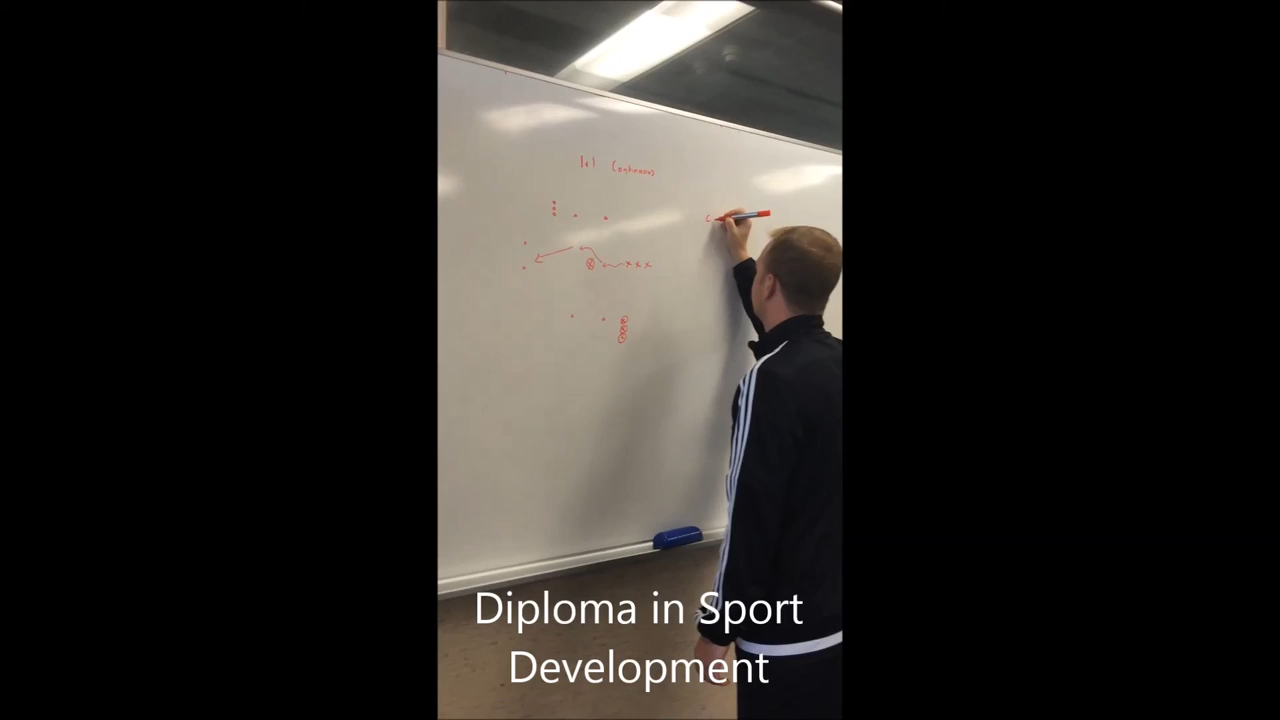 1v1 Continuous
C
x x x
Diploma in Sport
Development